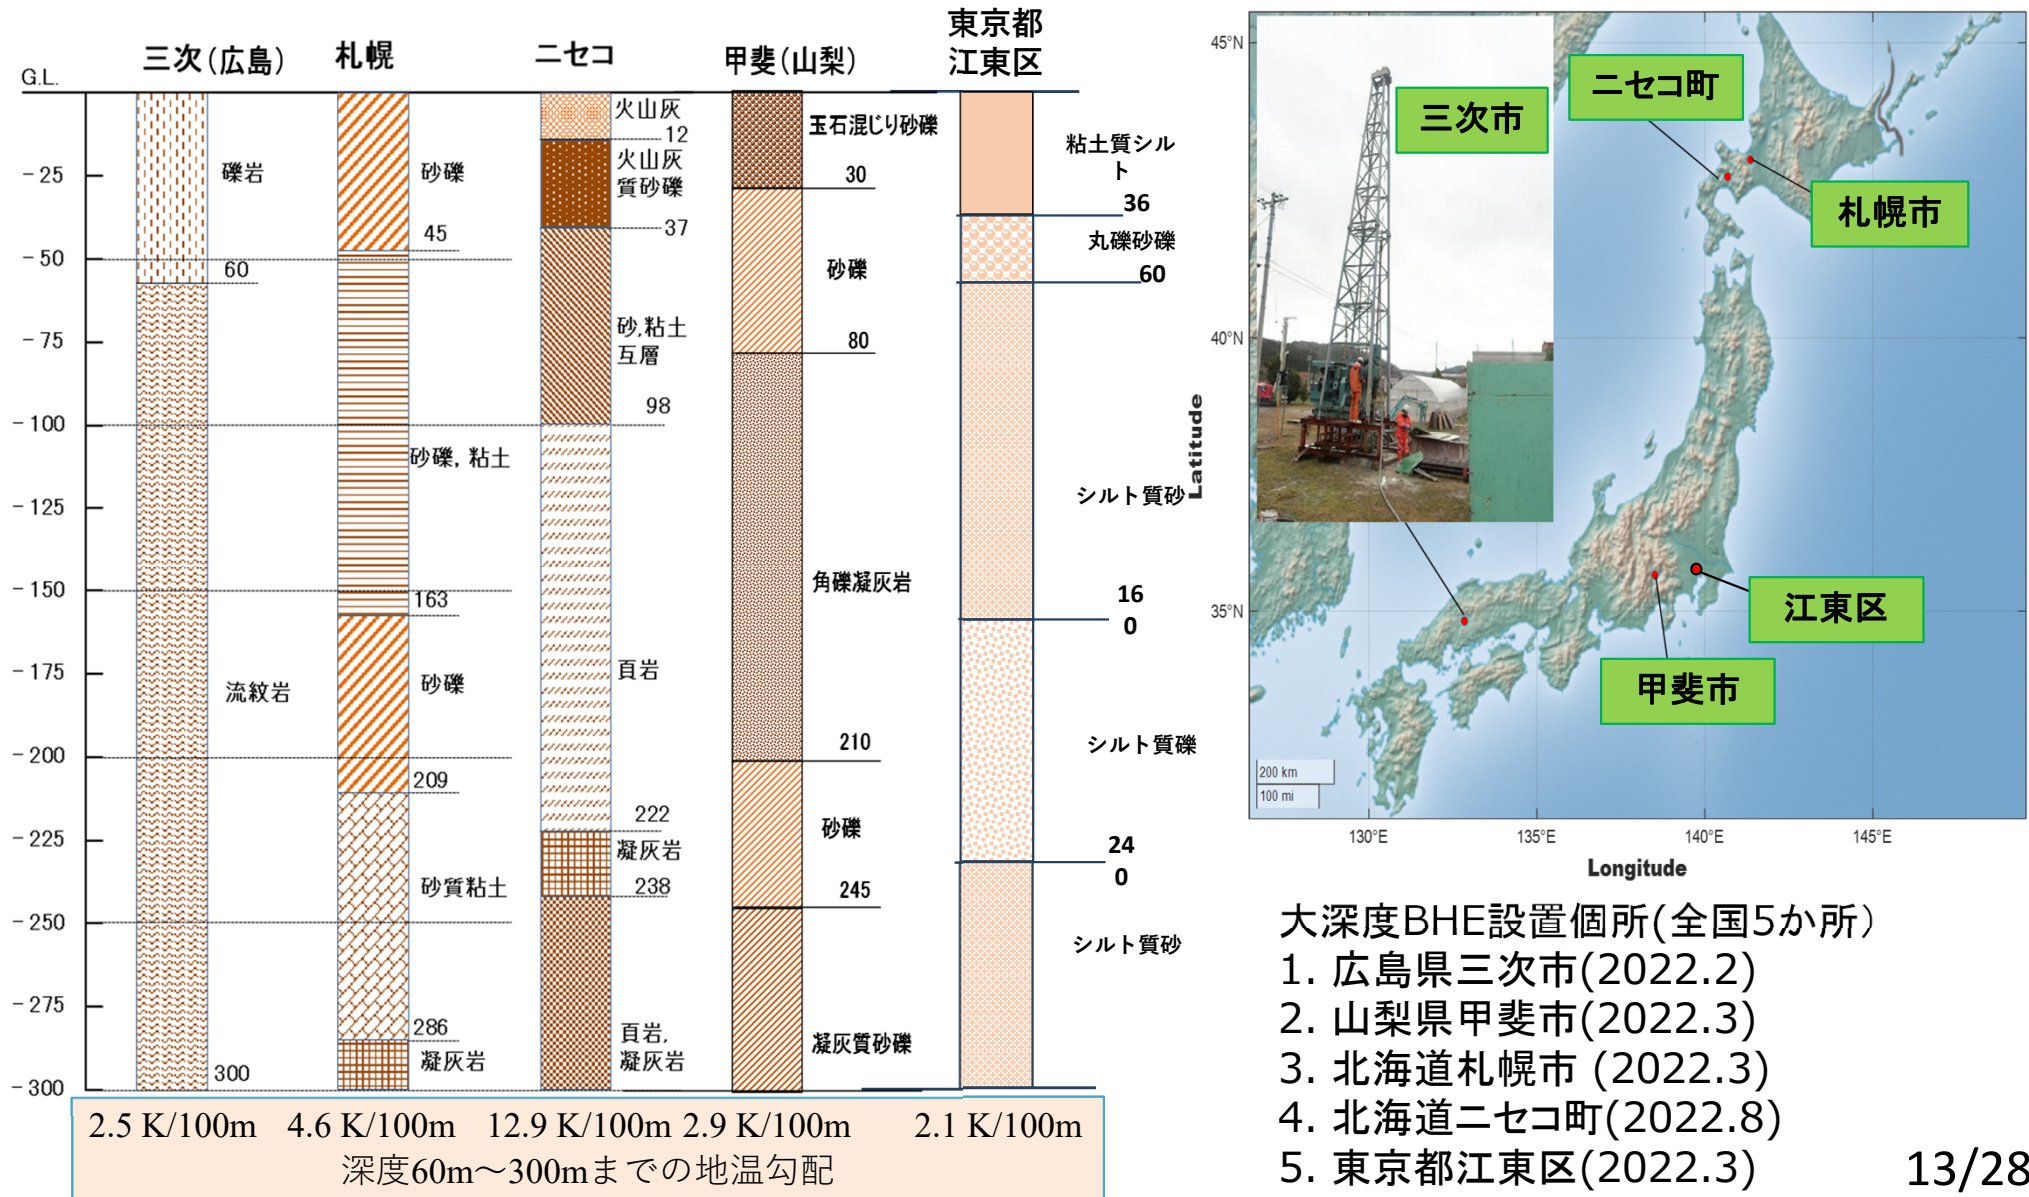 三次(広島)
札幌
ニセコ
甲斐(山梨)
東京都
江東区
G.L.
-25
-50
-75
-100
-125
-150
-175
-200
-225
-250
-275
-300
礫岩
60
流紋岩
300
砂礫
45
砂礫, 粘土
163
砂礫
209
砂質粘土
286
凝灰岩
火山灰
12
火山灰
質砂礫
37
砂,粘土
互層
98
頁岩
222
凝灰岩
238
頁岩,
凝灰岩
玉石混じり砂礫
30
砂礫
80
角礫凝灰岩
210
砂礫
245
凝灰質砂礫
粘土質シル
ト
36
丸礫砂礫
60
シルト質砂
16
0
シルト質礫
24
0
シルト質砂
2.5 K/100m 4.6 K/100m 12.9 K/100m 2.9 K/100m 2.1 K/100m
深度60m～300mまでの地温勾配
45°N
40°N
35°N
Latitude
三次市
ニセコ町
札幌市
江東区
甲斐市
200 km
100 mi
130°E
135°E
140°E
145°E
Longitude
大深度BHE設置個所(全国5か所）
1. 広島県三次市(2022.2)
2. 山梨県甲斐市(2022.3)
3. 北海道札幌市 (2022.3)
4. 北海道ニセコ町(2022.8)
5. 東京都江東区(2022.3)
13/28